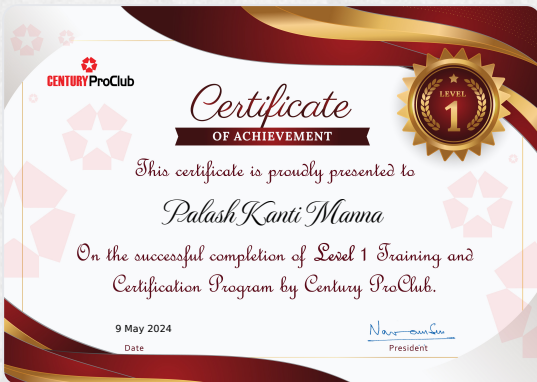 CENTURY ProClub
LEVEL
1
Certificate
OF ACHIEVEMENT
This certificate is proudly presented to
Palash Kanti Manna
On the successful completion of Level 1 Training and
Certification Program by Century ProClub.
9 May 2024
Date
President